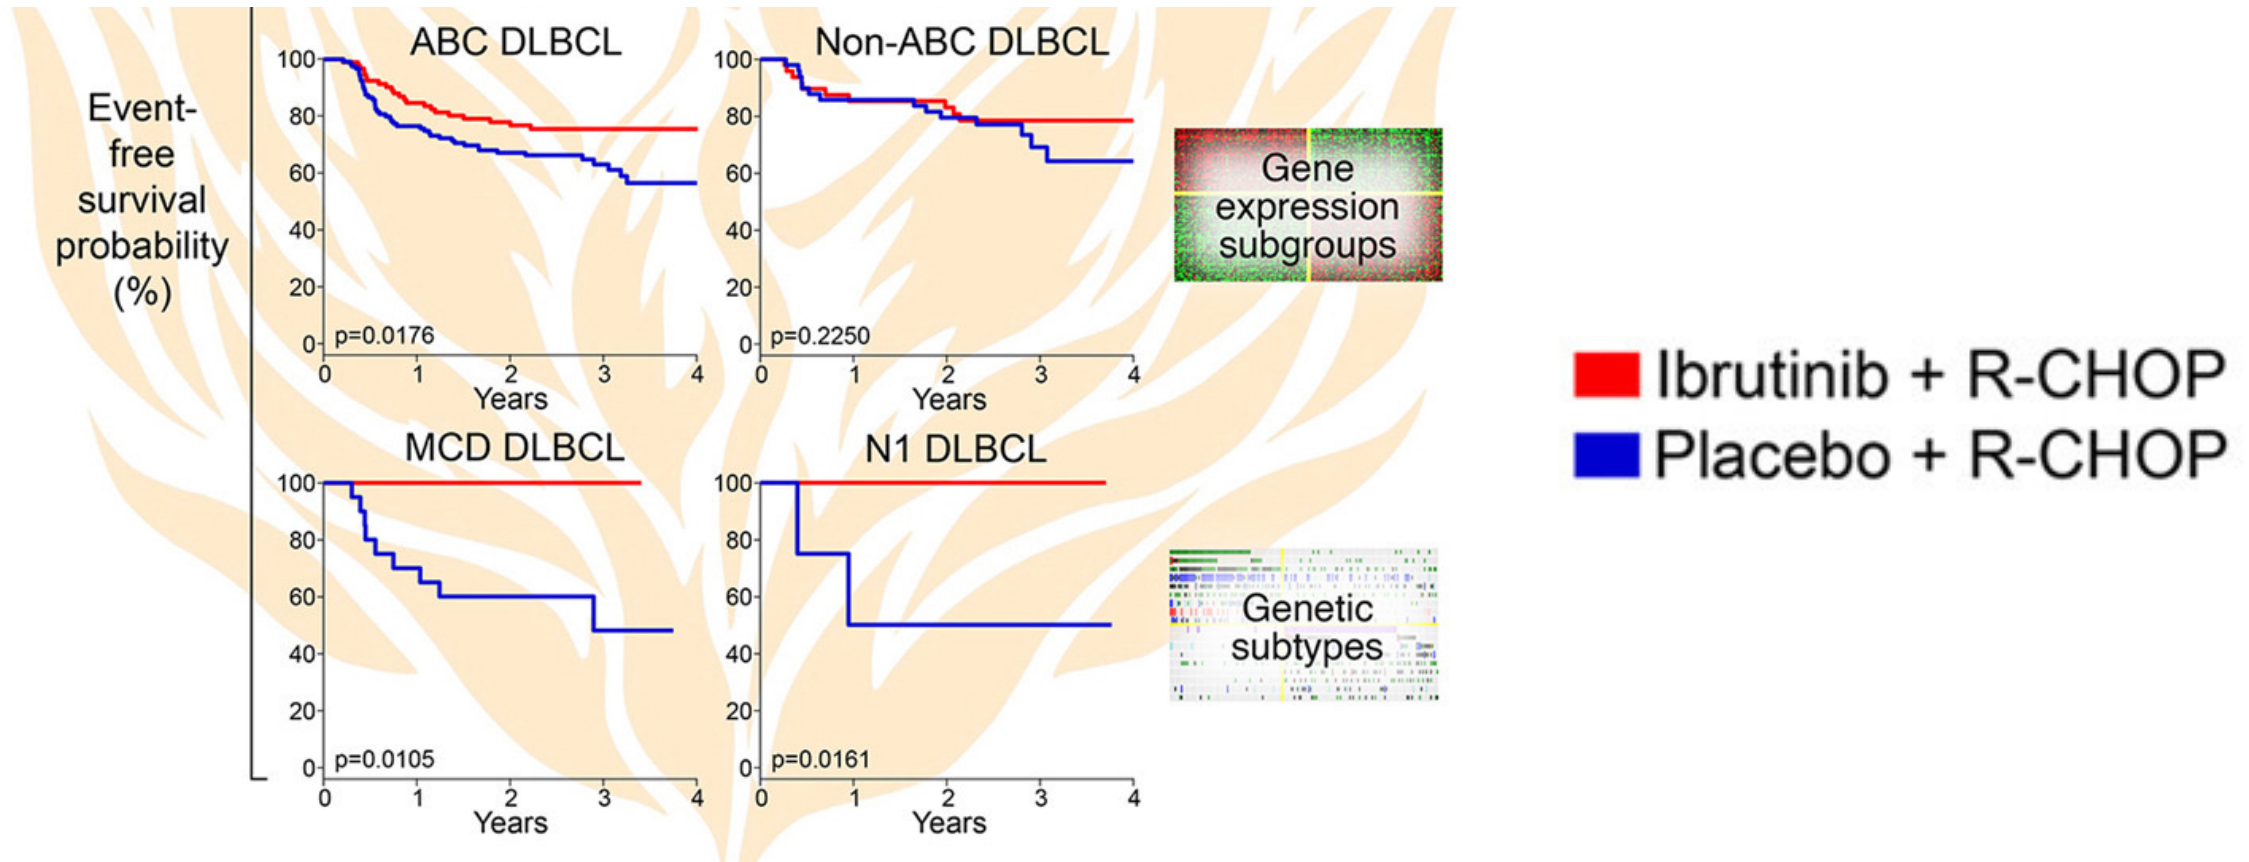 Event-
free
survival
probability
(%)
ABC DLBCL
100
80
60
40
20
0
p=0.0176
0 1 2 3 4
Years
Non-ABC DLBCL
100
80
60
40
20
0
p=0.2250
0 1 2 3 4
Years
Gene
expression
subgroups
MCD DLBCL
100
80
60
40
20
0
p=0.0105
0 1 2 3 4
Years
N1 DLBCL
100
80
60
40
20
0
p=0.0161
0 1 2 3 4
Years
Genetic
subtypes
Ibrutinib + R-CHOP
Placebo + R-CHOP